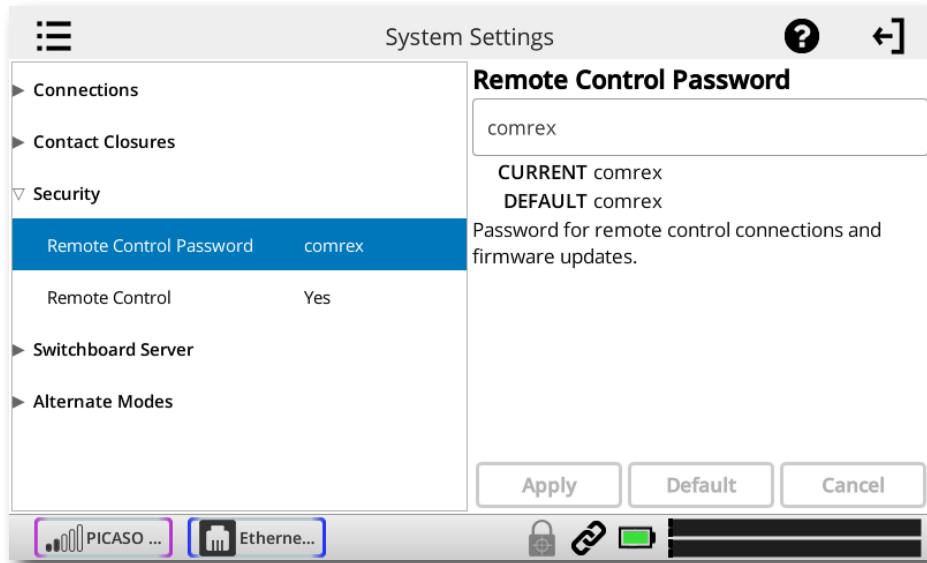 System Settings
Connections
Contact Closures
Security
Remote Control Password comrex
Remote Control Yes
Switchboard Server
Alternate Modes
Remote Control Password
comrex
CURRENT comrex
DEFAULT comrex
Password for remote control connections and
firmware updates.
Apply Default Cancel
PICASO ... Etherne...